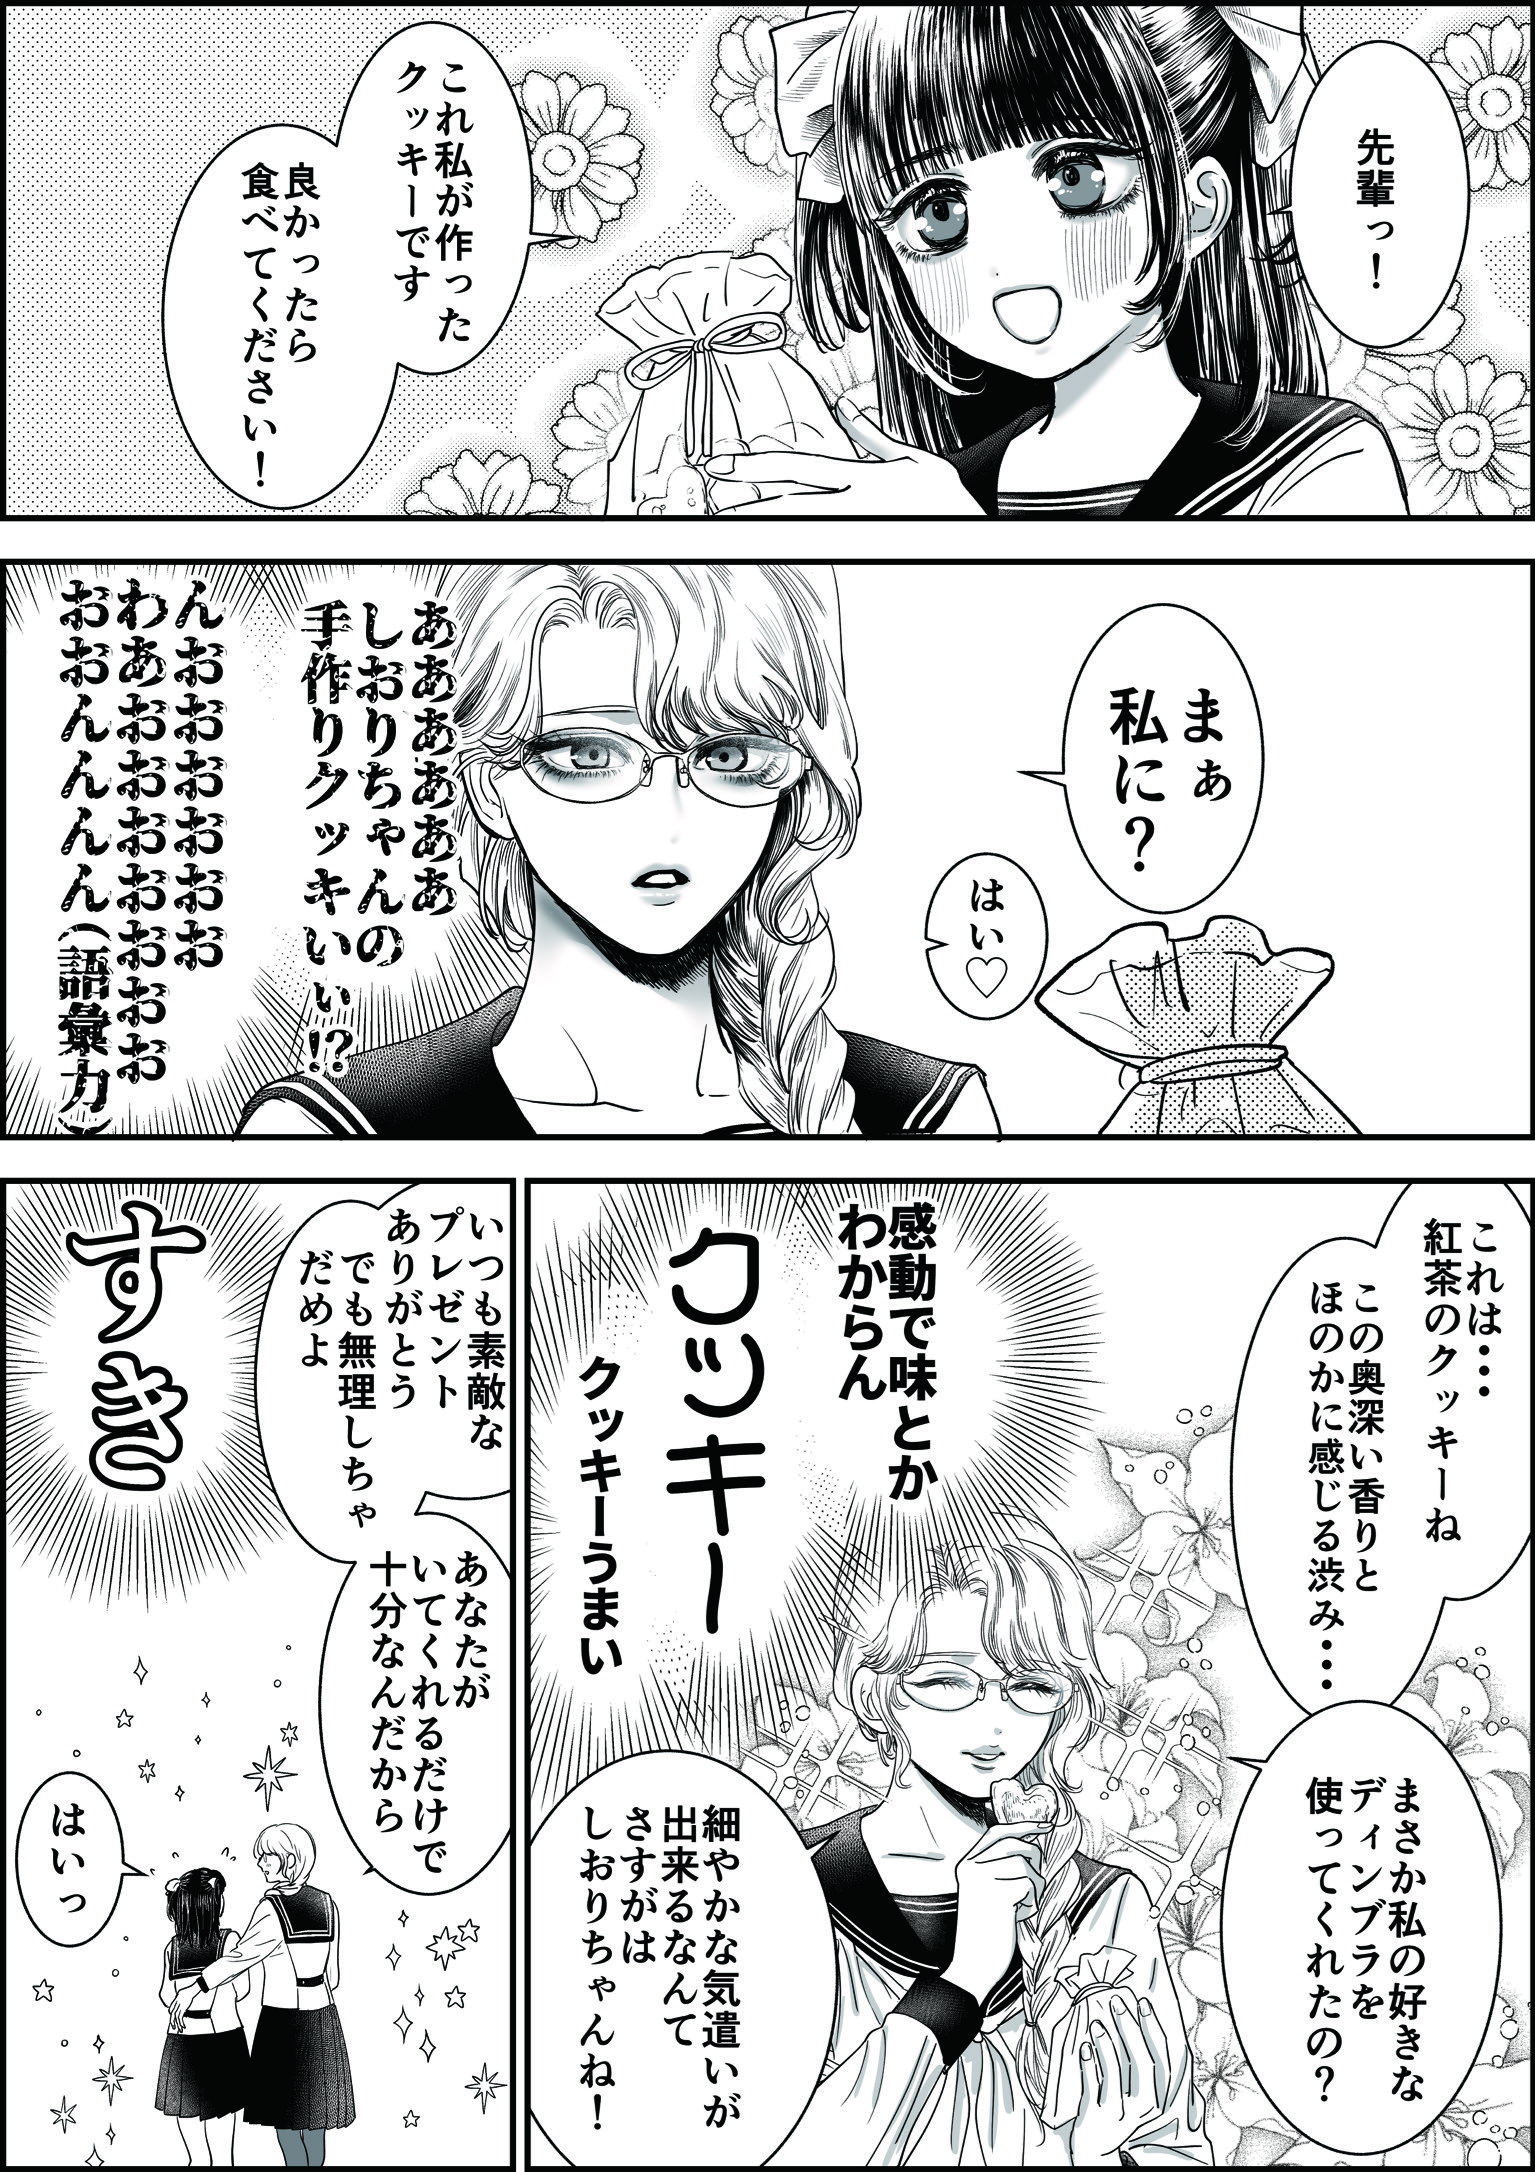 先輩っ！
これ私が作った
クッキーです
良かったら
食べてください！
まぁ
私に？
はい♡
ああああああ
しおりちゃんの
手作りクッキいぃ!?
んおおおおおお
わあおおおおおおお
おおんんんん（語彙力）
これは・・・
紅茶のクッキーね
この奥深い香りと
ほのかに感じる渋み・・・
まさか私の好きな
ディンブラを
使ってくれたの？
感動で味とか
わからん
クッキー
クッキーうまい
細やかな気遣いが
出来るなんて
さすがは
しおりちゃんね！
いつも素敵な
プレゼント
ありがとう
でも無理しちゃ
だめよ
あなたが
いてくれるだけで
十分なんだから
すき
はいっ